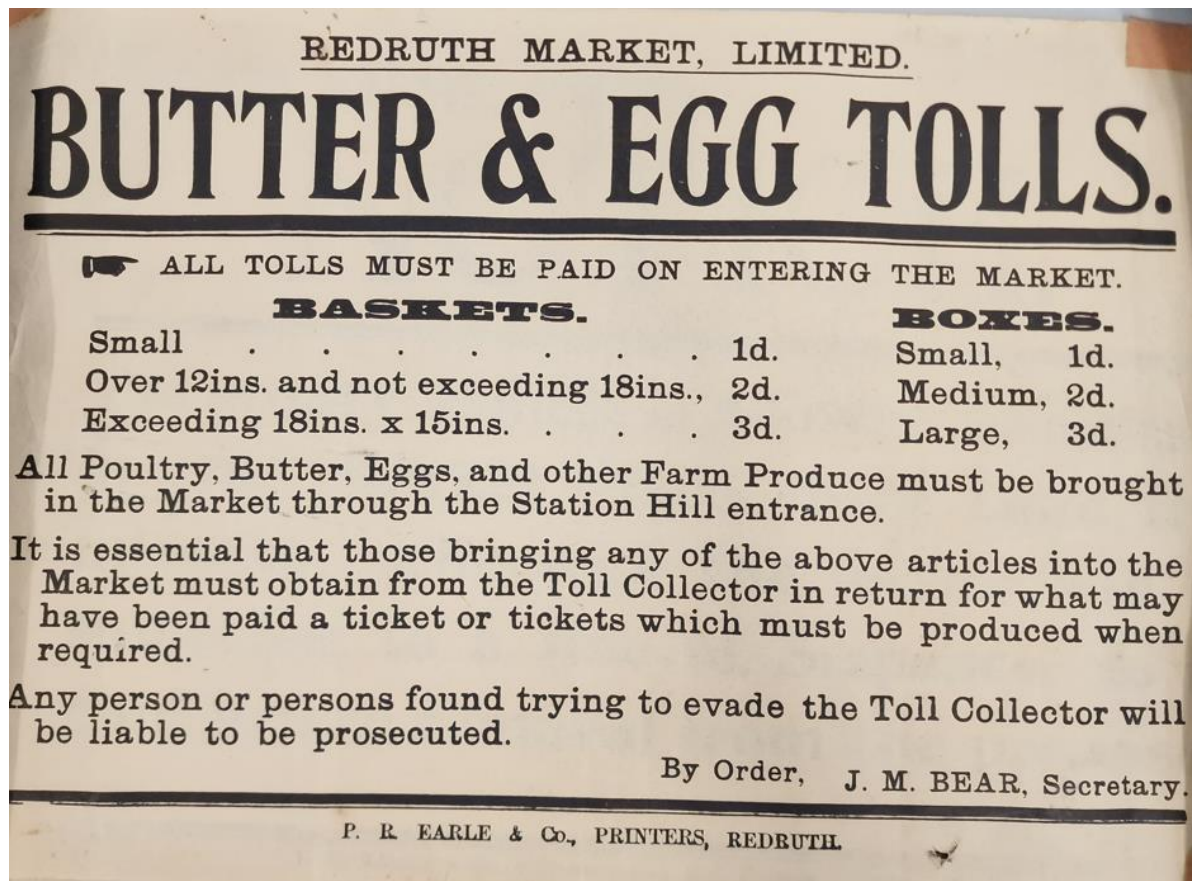 REDRUTH MARKET, LIMITED.
BUTTER & EGG TOLLS.
ALL TOLLS MUST BE PAID ON ENTERING THE MARKET.
BASKETS.
Small . . . . . . . 1d.
Over 12ins. and not exceeding 18ins., 2d.
Exceeding 18ins. x 15ins. . . . 3d.
BOXES.
Small, 1d.
Medium, 2d.
Large, 3d.
All Poultry, Butter, Eggs, and other Farm Produce must be brought
in the Market through the Station Hill entrance.
It is essential that those bringing any of the above articles into the
Market must obtain from the Toll Collector in return for what may
have been paid a ticket or tickets which must be produced when
required.
Any person or persons found trying to evade the Toll Collector will
be liable to be prosecuted.
By Order, J. M. BEAR, Secretary.
P. R. EARLE & Co., PRINTERS, REDRUTH.